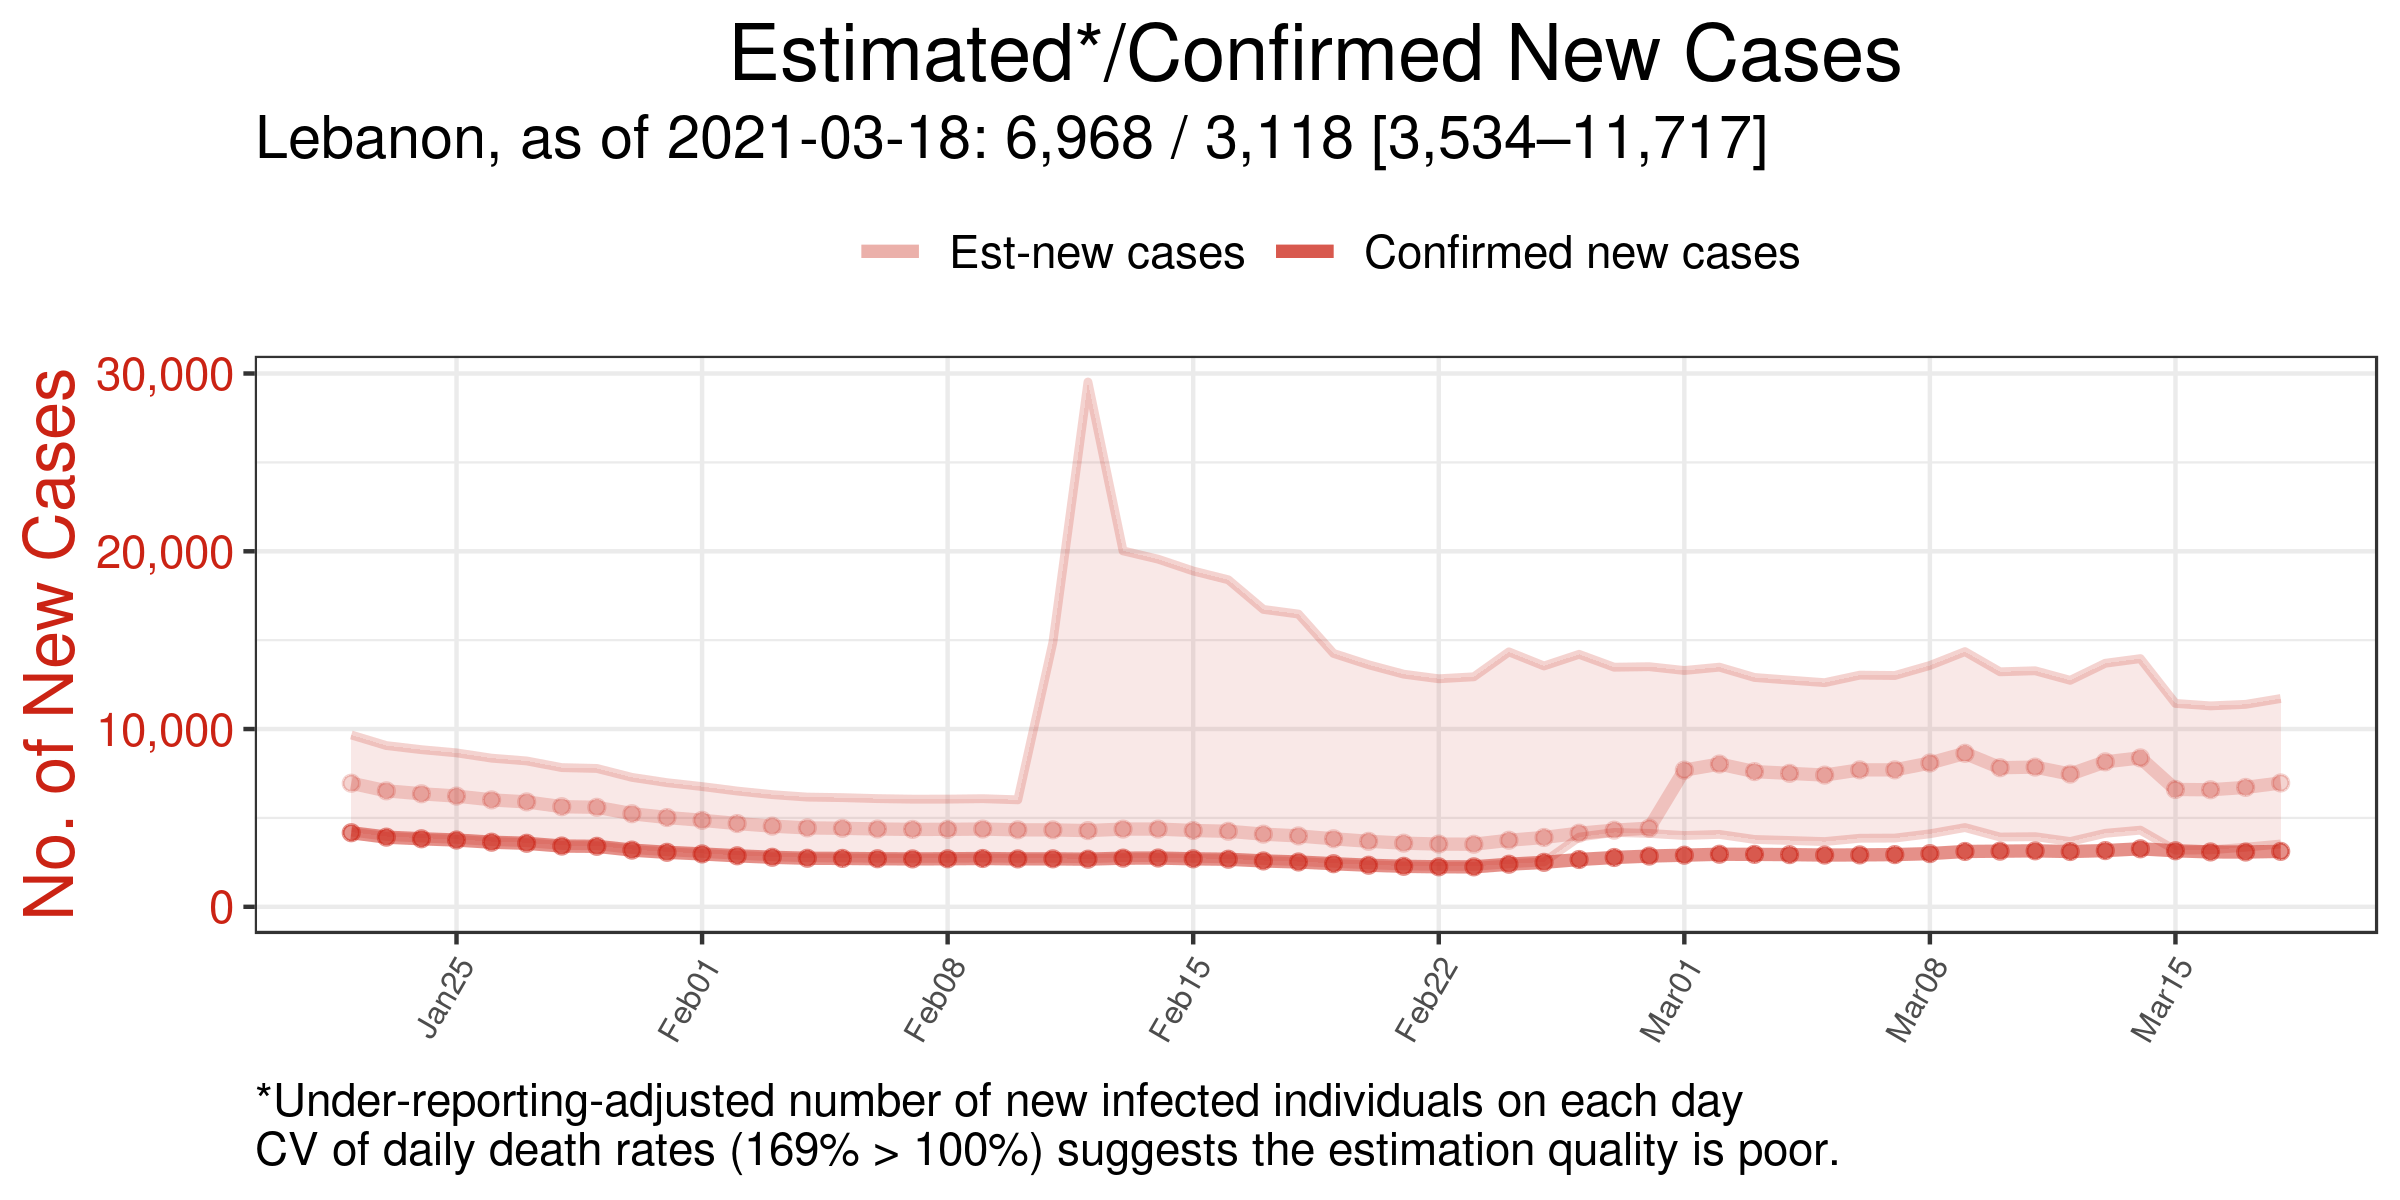 Estimated*/Confirmed New Cases
Lebanon, as of 2021-03-18: 6,968 / 3,118 [3,534–11,717]
Est-new cases Confirmed new cases
No. of New Cases
30,000
20,000
10,000
0
Jan25 Feb01 Feb08 Feb15 Feb22 Mar01 Mar08 Mar15
*Under-reporting-adjusted number of new infected individuals on each day
CV of daily death rates (169% > 100%) suggests the estimation quality is poor.